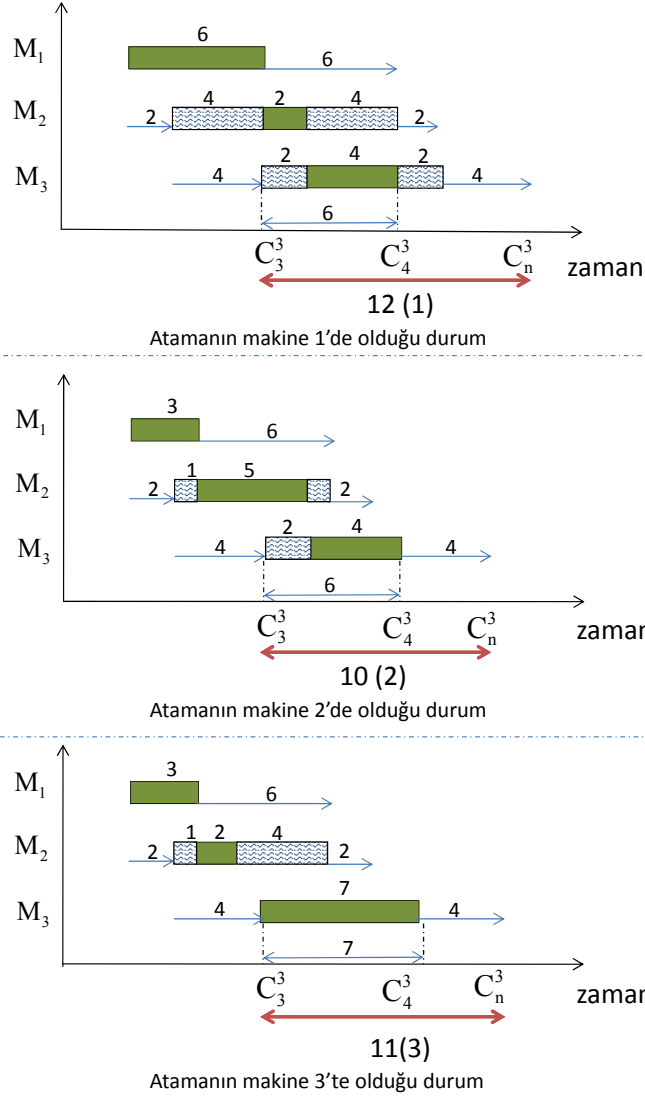 6
M₁
6
4 2 4
M₂ 2 2
2 4 2
M₃ 4 4
6
C₃³ C₄³ Cₙ³
zaman
12 (1)
Atamanın makine 1’de olduğu durum
3
M₁
6
1 5
M₂ 2 2
2 4
M₃ 4 4
6
C₃³ C₄³ Cₙ³
zaman
10 (2)
Atamanın makine 2’de olduğu durum
3
M₁
6
1 2 4
M₂ 2 2
7
M₃ 4 4
7
C₃³ C₄³ Cₙ³
zaman
11(3)
Atamanın makine 3’te olduğu durum